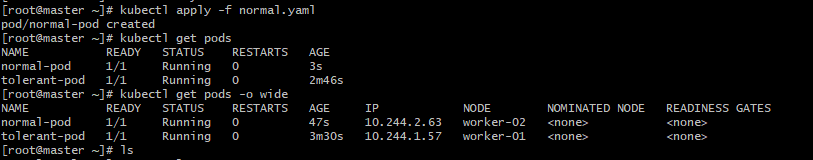 [root@master ~]# kubectl apply -f normal.yaml
pod/normal-pod created
[root@master ~]# kubectl get pods
NAME READY STATUS RESTARTS AGE
normal-pod 1/1 Running 0 3s
tolerant-pod 1/1 Running 0 2m46s
[root@master ~]# kubectl get pods -o wide
NAME READY STATUS RESTARTS AGE IP NODE NOMINATED NODE READINESS GATES
normal-pod 1/1 Running 0 47s 10.244.2.63 worker-02 <none> <none>
tolerant-pod 1/1 Running 0 3m30s 10.244.1.57 worker-01 <none> <none>
[root@master ~]# ls